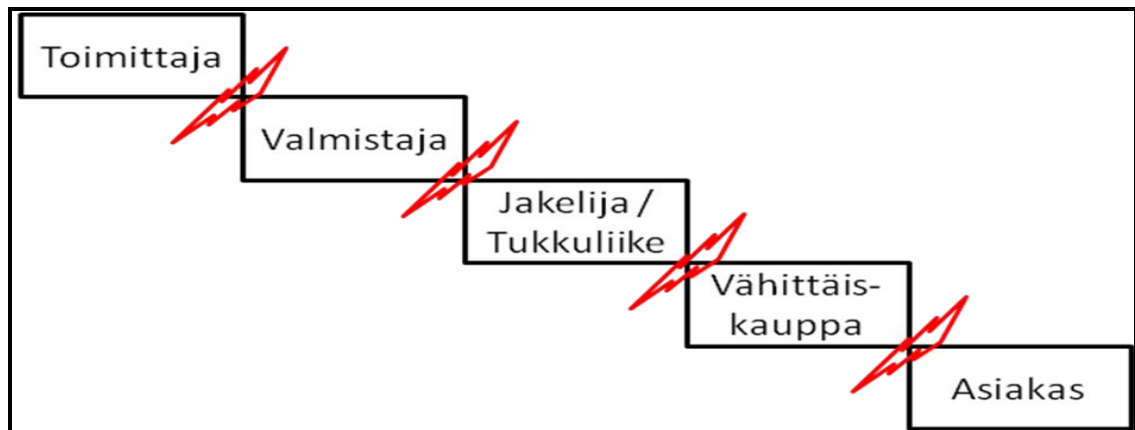 Toimittaja
Valmistaja
Jakelija /
Tukkuliike
Vähittäis-
kauppa
Asiakas